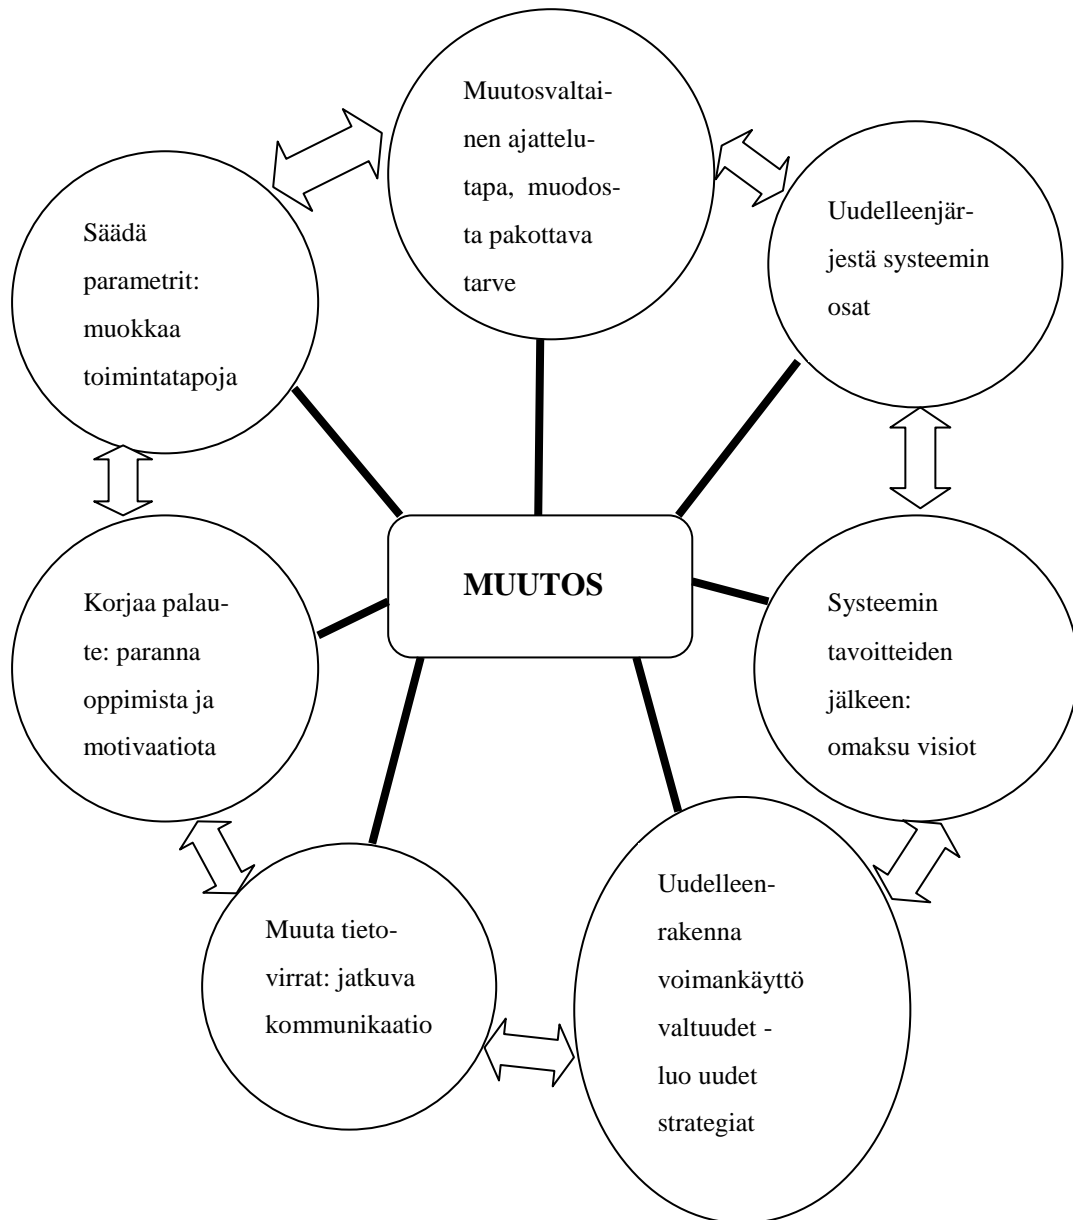 Muutosvaltai-
nen ajattelu-
tapa,  muodos-
ta pakottava
tarve
Uudelleenjär-
jestä systeemin
osat
Säädä
parametrit:
muokkaa
toimintatapoja
MUUTOS
Systeemin
tavoitteiden
jälkeen:
omaksu visiot
Korjaa palau-
te: paranna
oppimista ja
motivaatiota
Uudelleen-
rakenna
voimankäyttö
valtuudet -
luo uudet
strategiat
Muuta tieto-
virrat: jatkuva
kommunikaatio